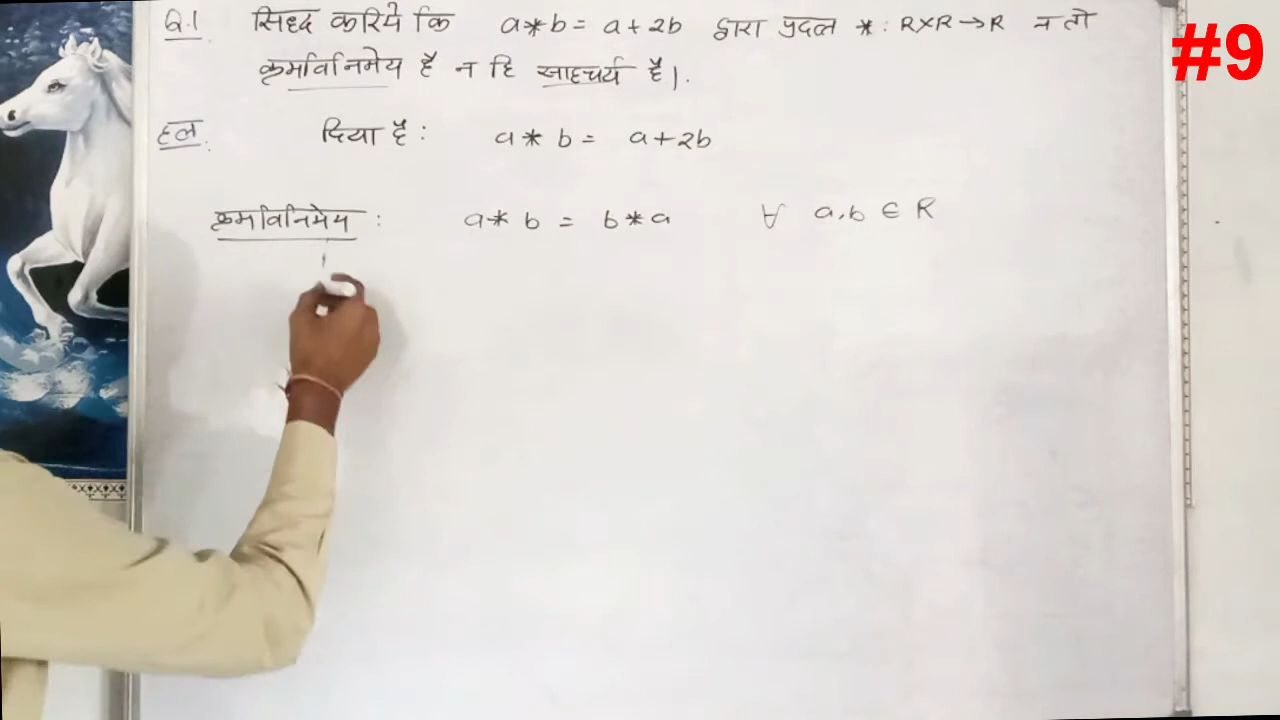 Q.1 सिध्द करिये कि a*b = a+2b द्वारा प्रदत्त *: R×R→R न तो
#9
क्रमविनिमेय है न हि साहचर्य है।.
हल. दिया है: a * b = a+2b
क्रमविनिमेय : a * b = b * a ∀ a,b ∈ R